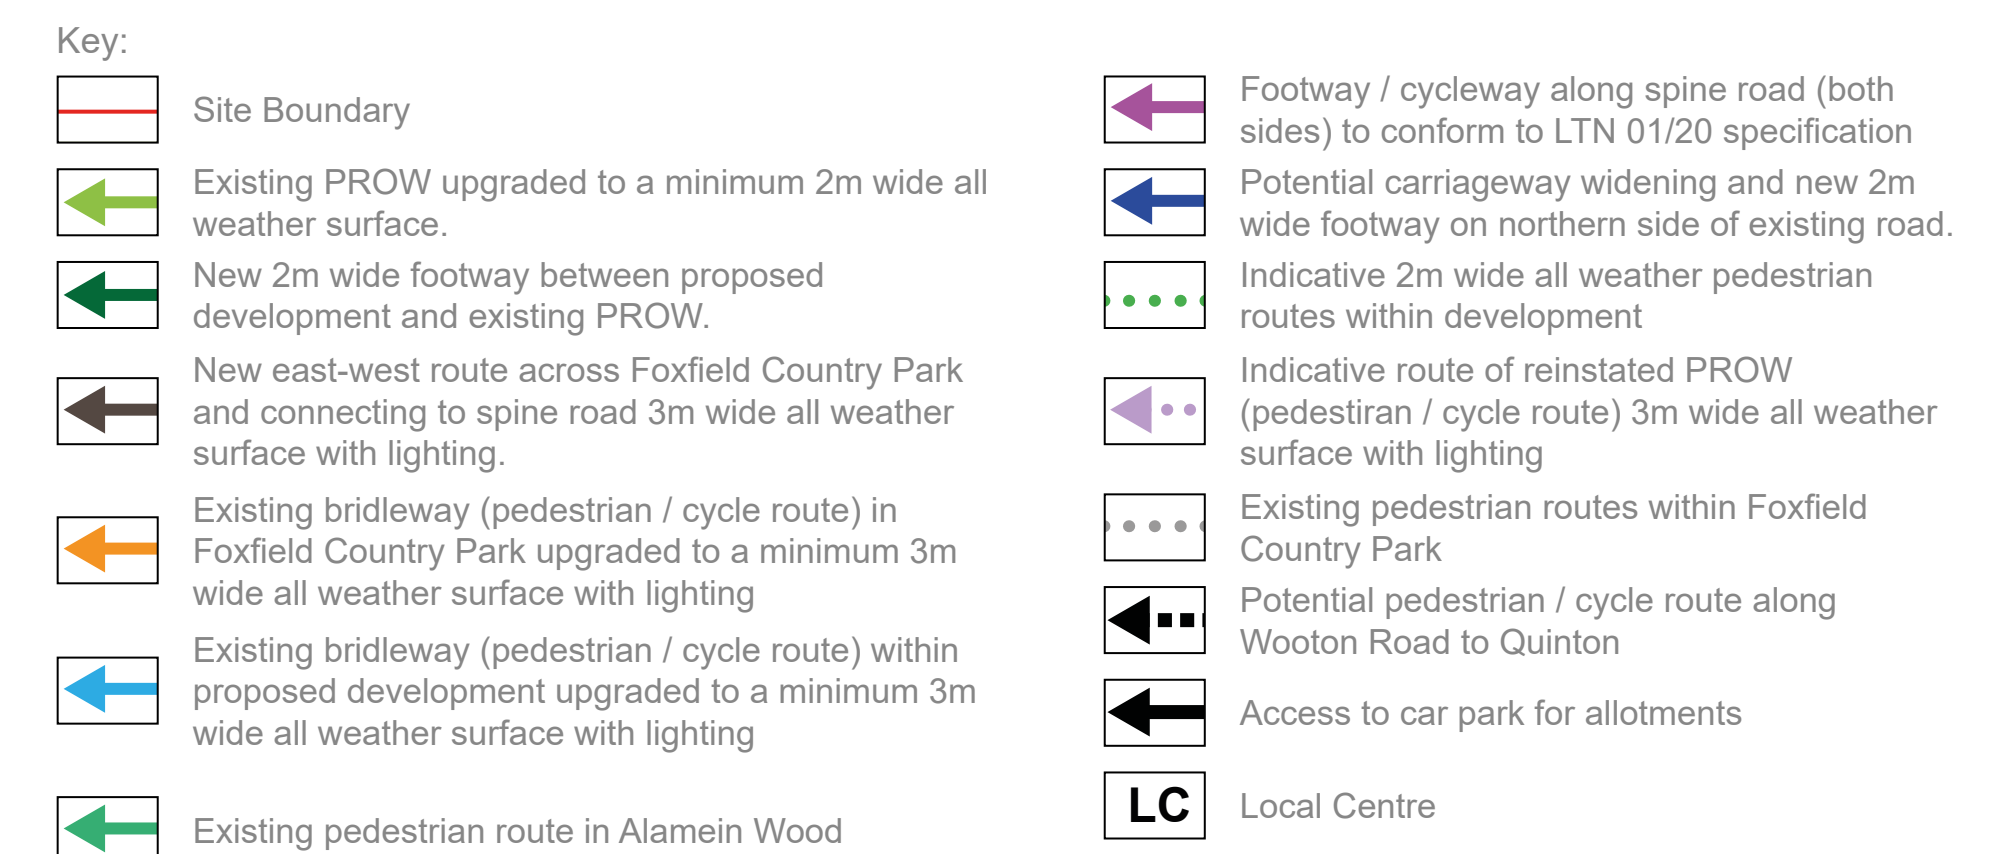 Key:
Site Boundary
Existing PROW upgraded to a minimum 2m wide all
weather surface.
New 2m wide footway between proposed
development and existing PROW.
New east-west route across Foxfield Country Park
and connecting to spine road 3m wide all weather
surface with lighting.
Existing bridleway (pedestrian / cycle route) in
Foxfield Country Park upgraded to a minimum 3m
wide all weather surface with lighting
Existing bridleway (pedestrian / cycle route) within
proposed development upgraded to a minimum 3m
wide all weather surface with lighting
Existing pedestrian route in Alamein Wood
Footway / cycleway along spine road (both
sides) to conform to LTN 01/20 specification
Potential carriageway widening and new 2m
wide footway on northern side of existing road.
Indicative 2m wide all weather pedestrian
routes within development
Indicative route of reinstated PROW
(pedestiran / cycle route) 3m wide all weather
surface with lighting
Existing pedestrian routes within Foxfield
Country Park
Potential pedestrian / cycle route along
Wooton Road to Quinton
Access to car park for allotments
LC Local Centre